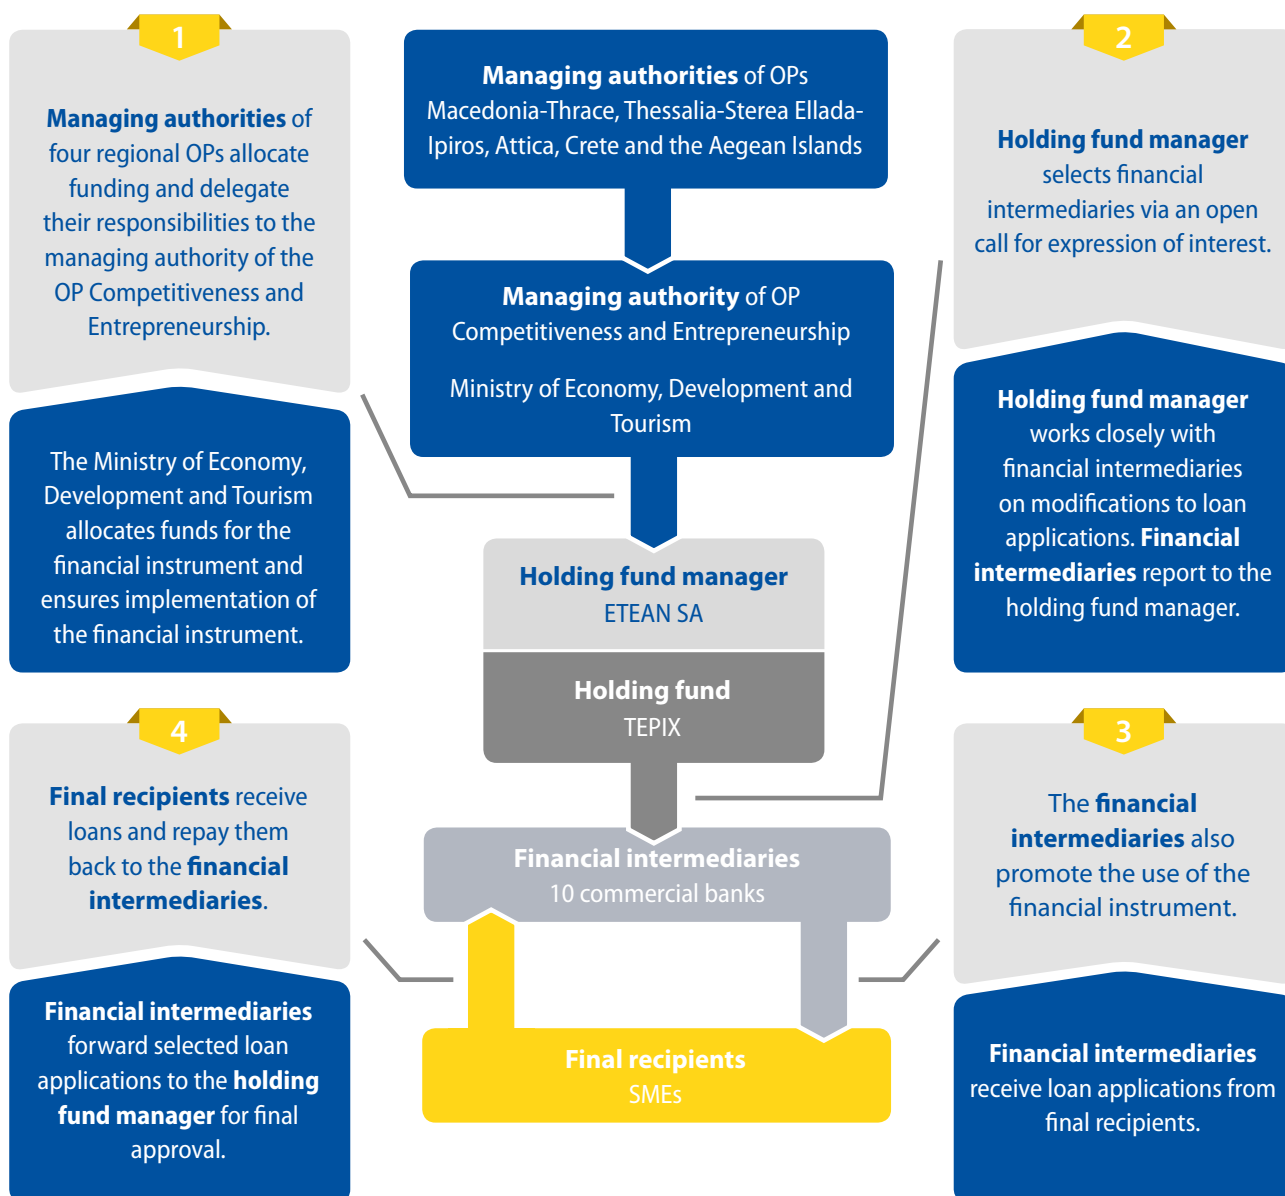 1
Managing authorities of
four regional OPs allocate
funding and delegate
their responsibilities to the
managing authority of the
OP Competitiveness and
Entrepreneurship.
The Ministry of Economy,
Development and Tourism
allocates funds for the
financial instrument and
ensures implementation of
the financial instrument.
Managing authorities of OPs
Macedonia-Thrace, Thessalia-Sterea Ellada-
Ipiros, Attica, Crete and the Aegean Islands
Managing authority of OP
Competitiveness and Entrepreneurship
Ministry of Economy, Development and
Tourism
Holding fund manager
ETEAN SA
Holding fund
TEPIX
Financial intermediaries
10 commercial banks
Final recipients
SMEs
2
Holding fund manager
selects financial
intermediaries via an open
call for expression of interest.
Holding fund manager
works closely with
financial intermediaries
on modifications to loan
applications. Financial
intermediaries report to the
holding fund manager.
3
The financial
intermediaries also
promote the use of the
financial instrument.
Financial intermediaries
receive loan applications from
final recipients.
4
Final recipients receive
loans and repay them
back to the financial
intermediaries.
Financial intermediaries
forward selected loan
applications to the holding
fund manager for final
approval.